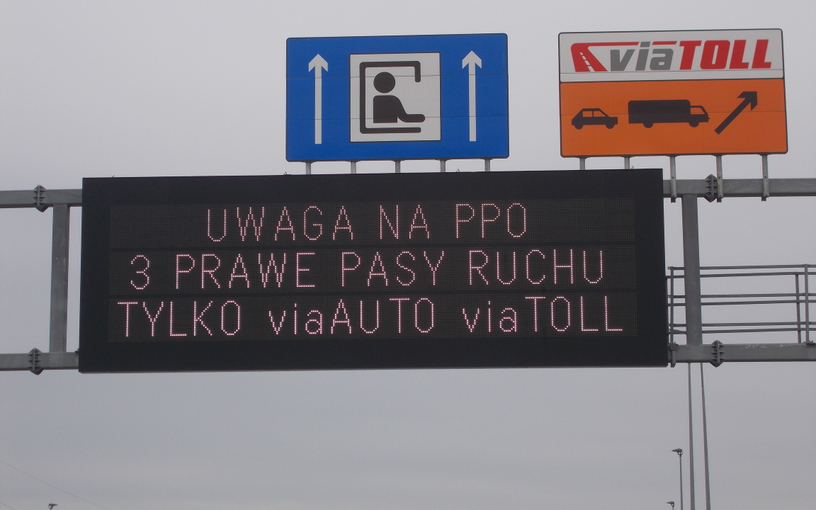 viaTOLL
UWAGA NA PPO
3 PRAWE PASY RUCHU
TYLKO viaAUTO viaTOLL